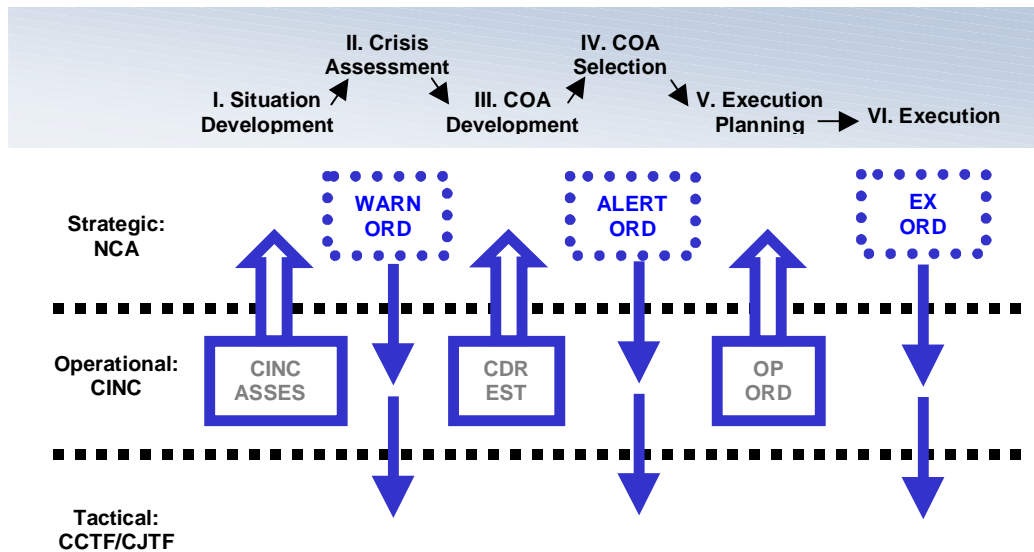 II. Crisis
Assessment
IV. COA
Selection
I. Situation
Development
III. COA
Development
V. Execution
Planning
VI. Execution
Strategic:
NCA
WARN
ORD
ALERT
ORD
EX
ORD
Operational:
CINC
CINC
ASSES
CDR
EST
OP
ORD
Tactical:
CCTF/CJTF